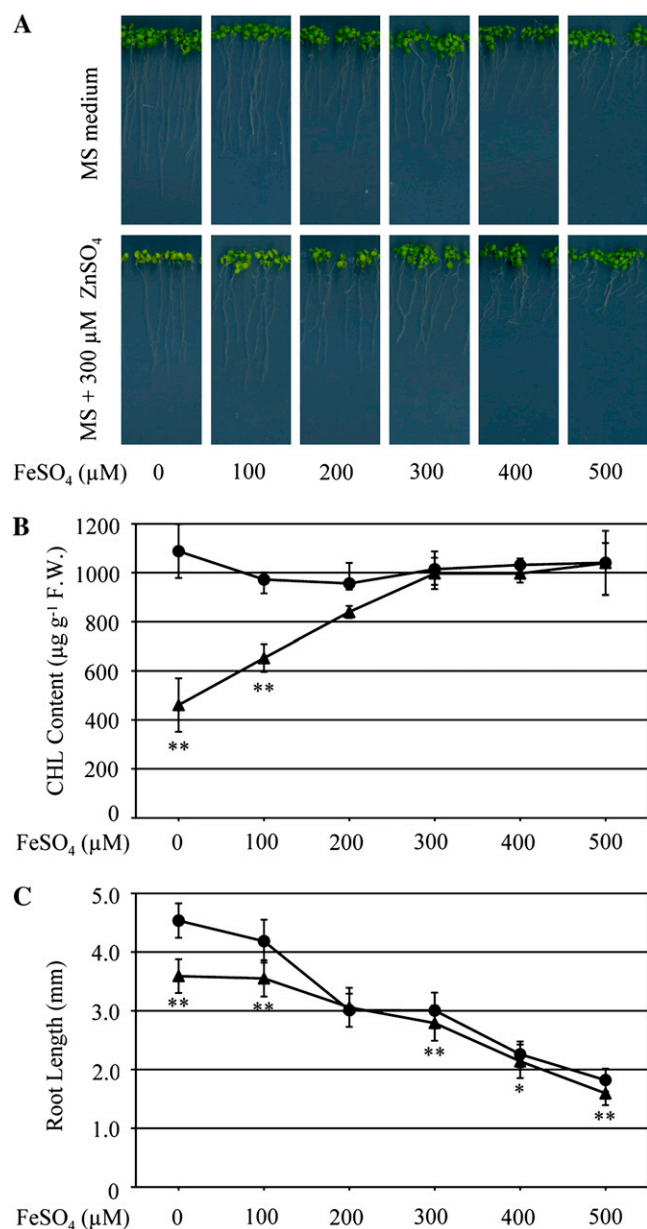 A
MS medium
MS + 300 µM ZnSO₄
FeSO₄ (µM) 0 100 200 300 400 500
B
CHL Content (µg g⁻¹ F.W.)
1200
1000
800
600
400
200
0
**
**
FeSO₄ (µM) 0 100 200 300 400 500
C
Root Length (mm)
5.0
4.0
3.0
2.0
1.0
0
** ** ** * **
FeSO₄ (µM) 0 100 200 300 400 500